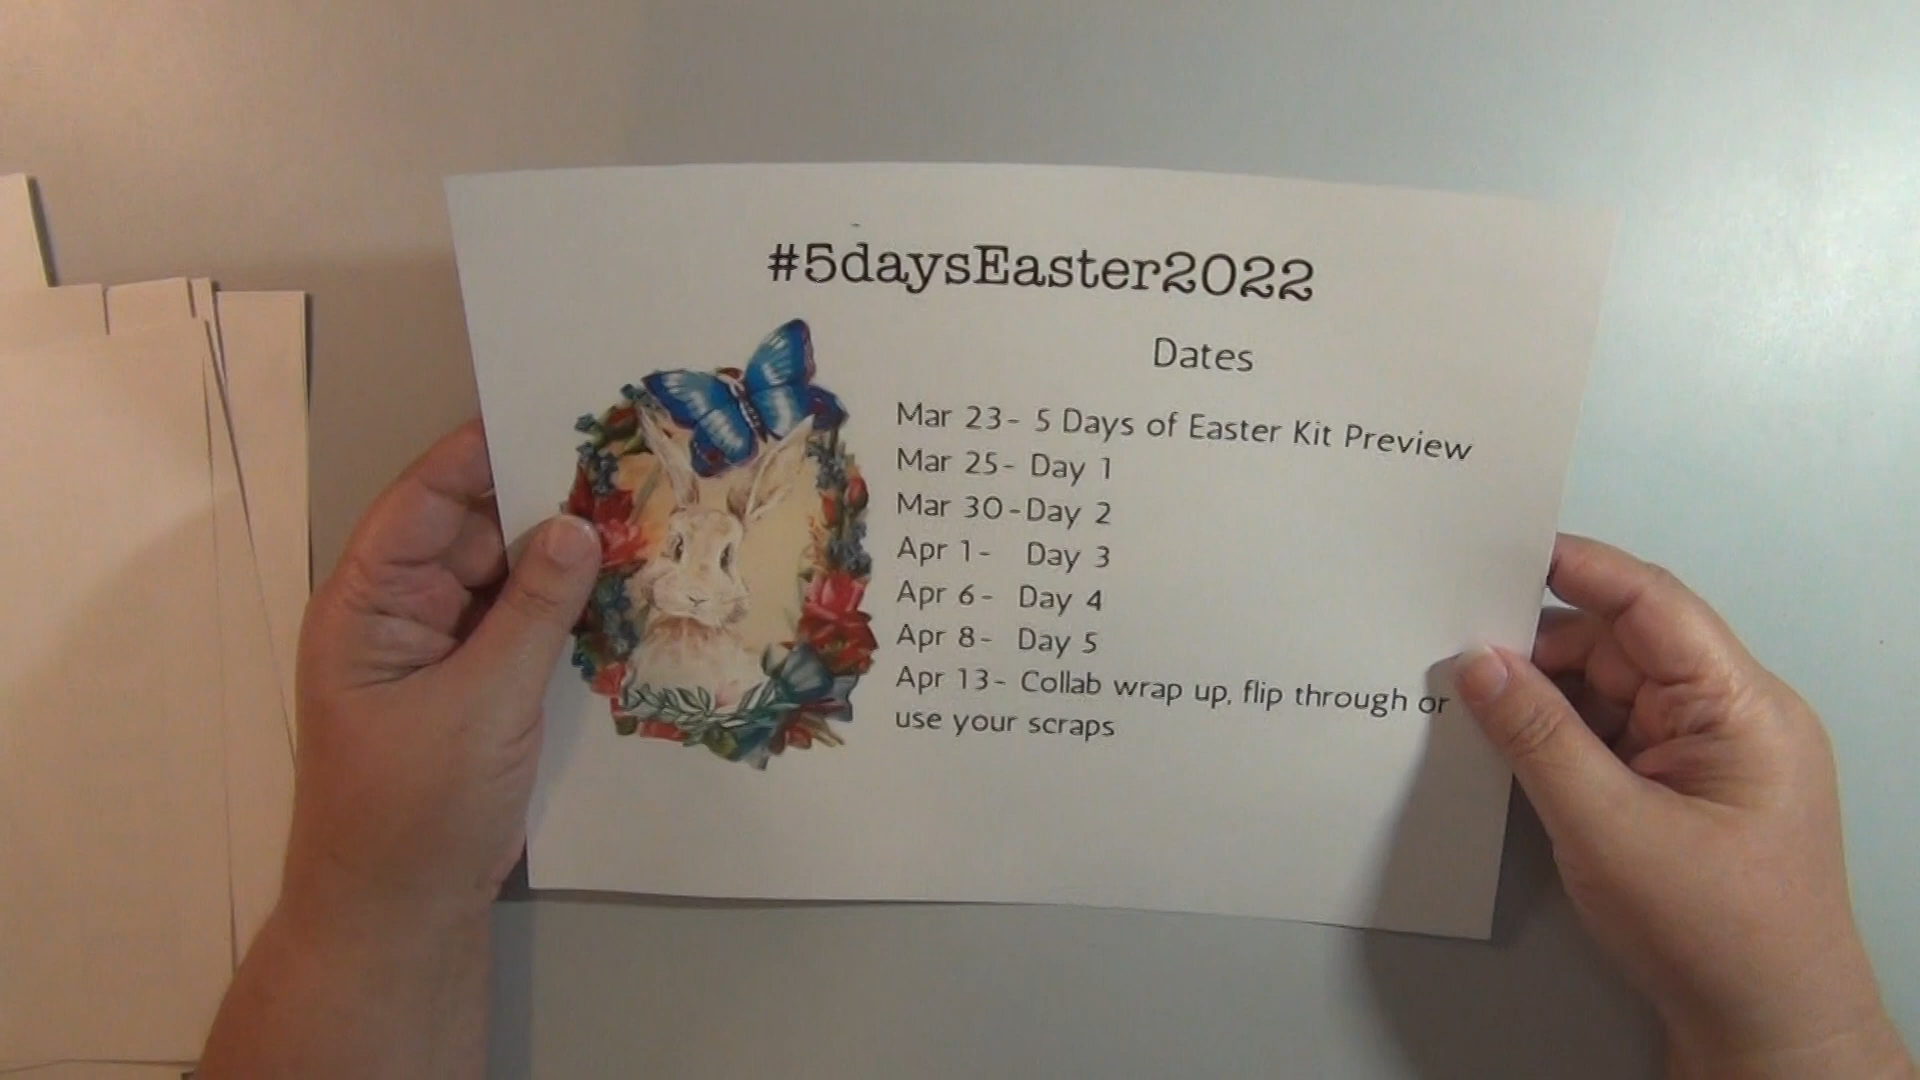 #5daysEaster2022
Dates
Mar 23- 5 Days of Easter Kit Preview
Mar 25- Day 1
Mar 30-Day 2
Apr 1- Day 3
Apr 6- Day 4
Apr 8- Day 5
Apr 13- Collab wrap up, flip through or
use your scraps